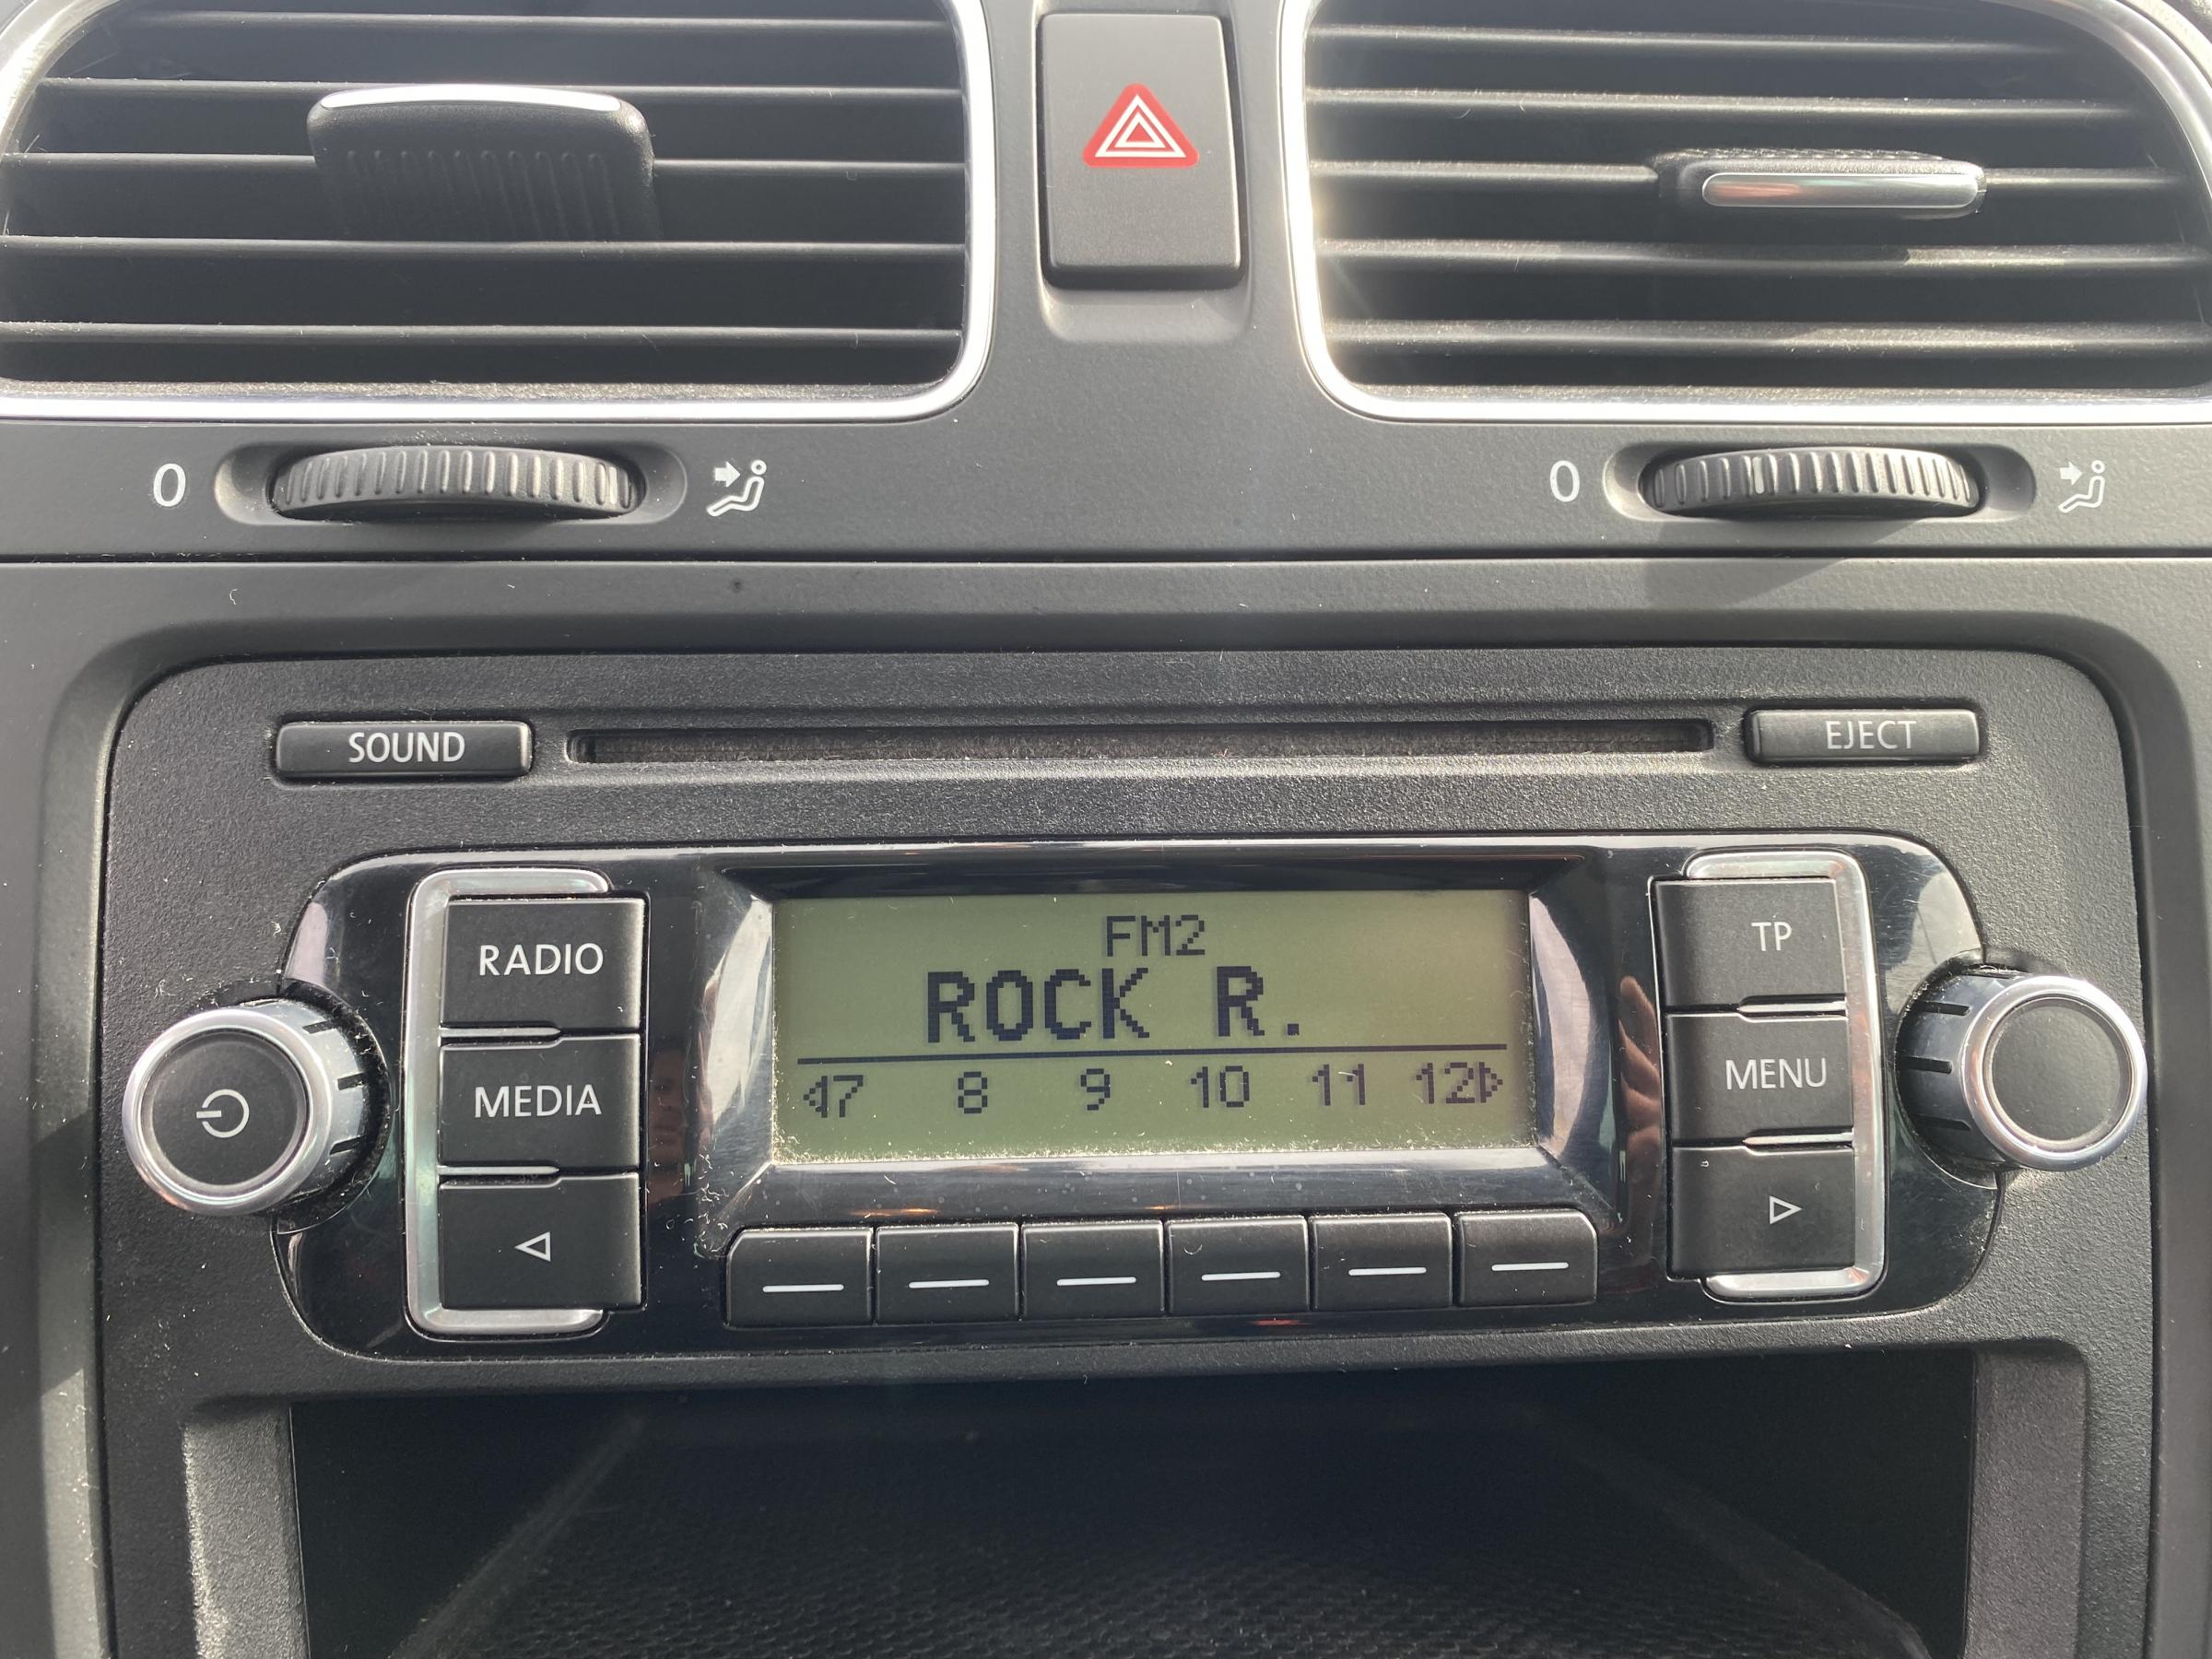 0
0
SOUND
EJECT
RADIO
FM2
TP
ROCK R.
MEDIA
MENU
7 8 9 10 11 12